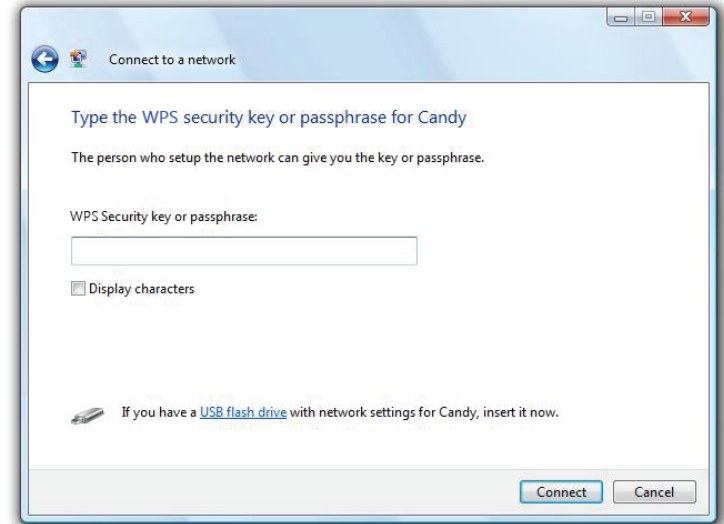 Connect to a network
Type the WPS security key or passphrase for Candy
The person who setup the network can give you the key or passphrase.
WPS Security key or passphrase:
Display characters
If you have a USB flash drive with network settings for Candy, insert it now.
Connect Cancel